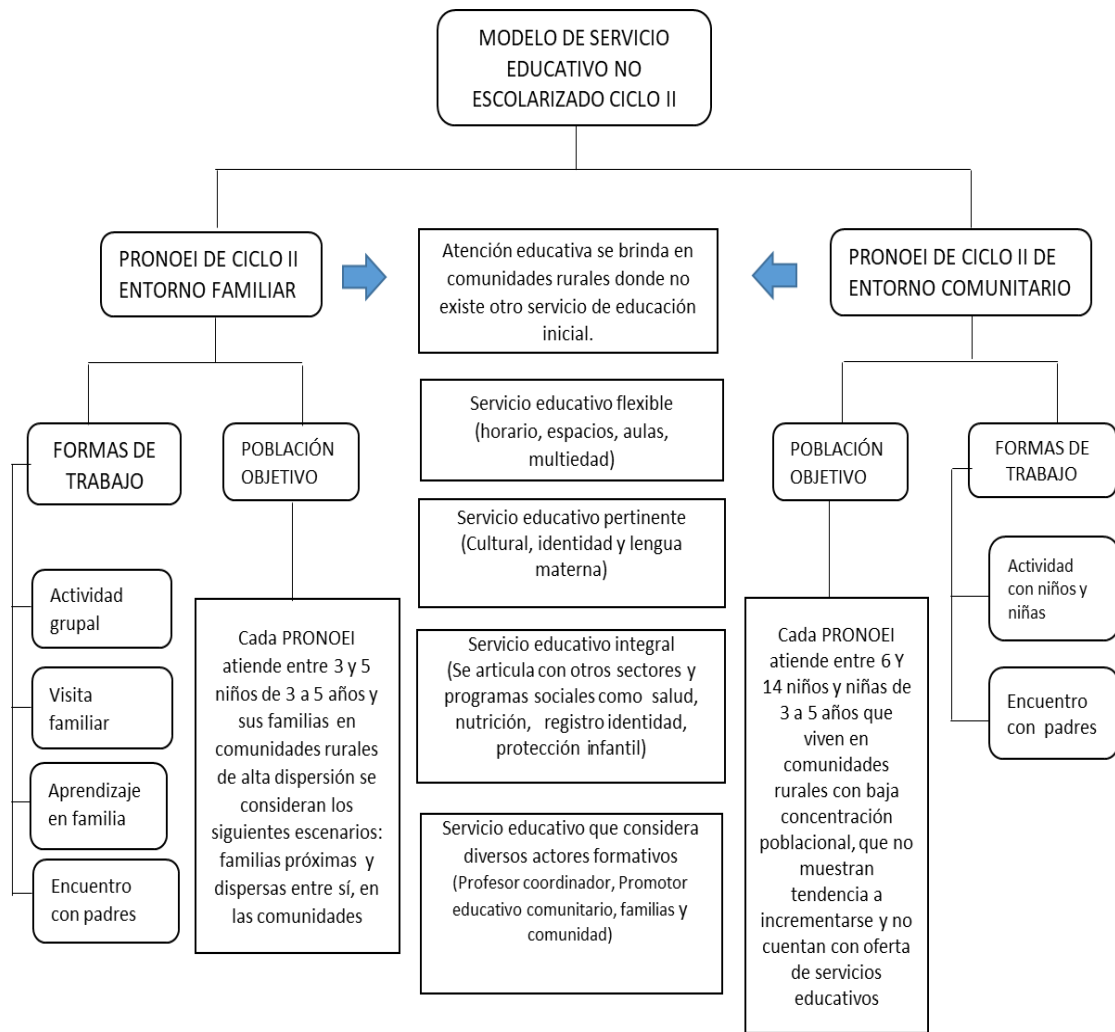 MODELO DE SERVICIO
EDUCATIVO NO
ESCOLARIZADO CICLO II
PRONOEI DE CICLO II
ENTORNO FAMILIAR
Atención educativa se brinda en
comunidades rurales donde no
existe otro servicio de educación
inicial.
PRONOEI DE CICLO II DE
ENTORNO COMUNITARIO
FORMAS DE
TRABAJO
POBLACIÓN
OBJETIVO
Servicio educativo flexible
(horario, espacios, aulas,
multiedad)
POBLACIÓN
OBJETIVO
FORMAS DE
TRABAJO
Servicio educativo pertinente
(Cultural, identidad y lengua
materna)
Actividad
grupal
Visita
familiar
Aprendizaje
en familia
Encuentro
con padres
Cada PRONOEI
atiende entre 3 y 5
niños de 3 a 5 años y
sus familias en
comunidades rurales
de alta dispersión se
consideran los
siguientes escenarios:
familias próximas y
dispersas entre sí, en
las comunidades
Servicio educativo integral
(Se articula con otros sectores y
programas sociales como salud,
nutrición, registro identidad,
protección infantil)
Servicio educativo que considera
diversos actores formativos
(Profesor coordinador, Promotor
educativo comunitario, familias y
comunidad)
Cada PRONOEI
atiende entre 6 Y
14 niños y niñas de
3 a 5 años que
viven en
comunidades
rurales con baja
concentración
poblacional, que no
muestran
tendencia a
incrementarse y no
cuentan con oferta
de servicios
educativos
Actividad
con niños y
niñas
Encuentro
con padres